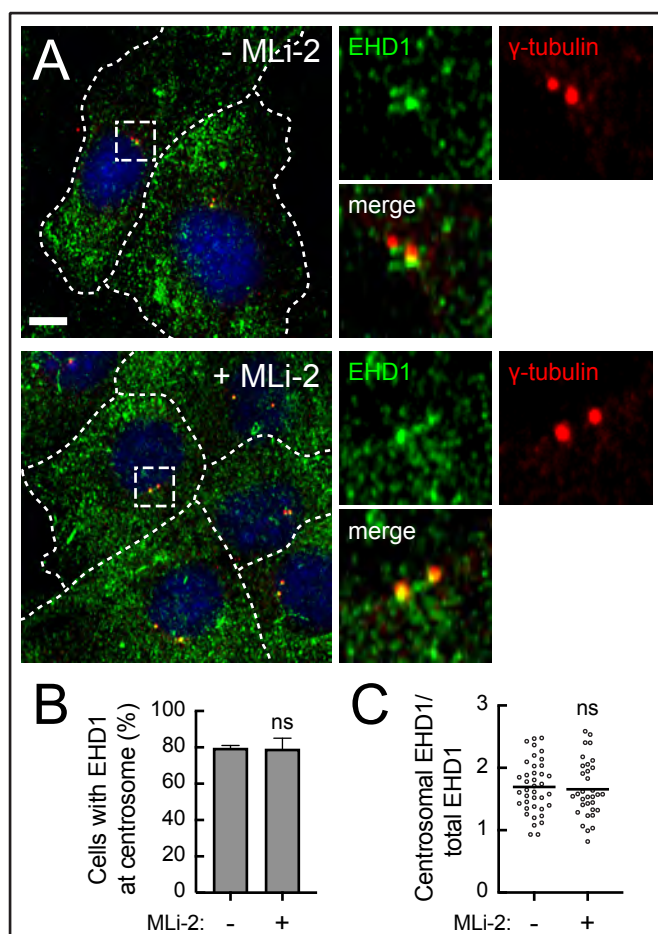 A
- MLi-2
EHD1
γ-tubulin
merge
+ MLi-2
EHD1
γ-tubulin
merge
B
Cells with EHD1
at centrosome (%)
100
80
60
40
20
0
ns
MLi-2:
-
+
C
Centrosomal EHD1/
total EHD1
3
2
1
0
ns
MLi-2:
-
+